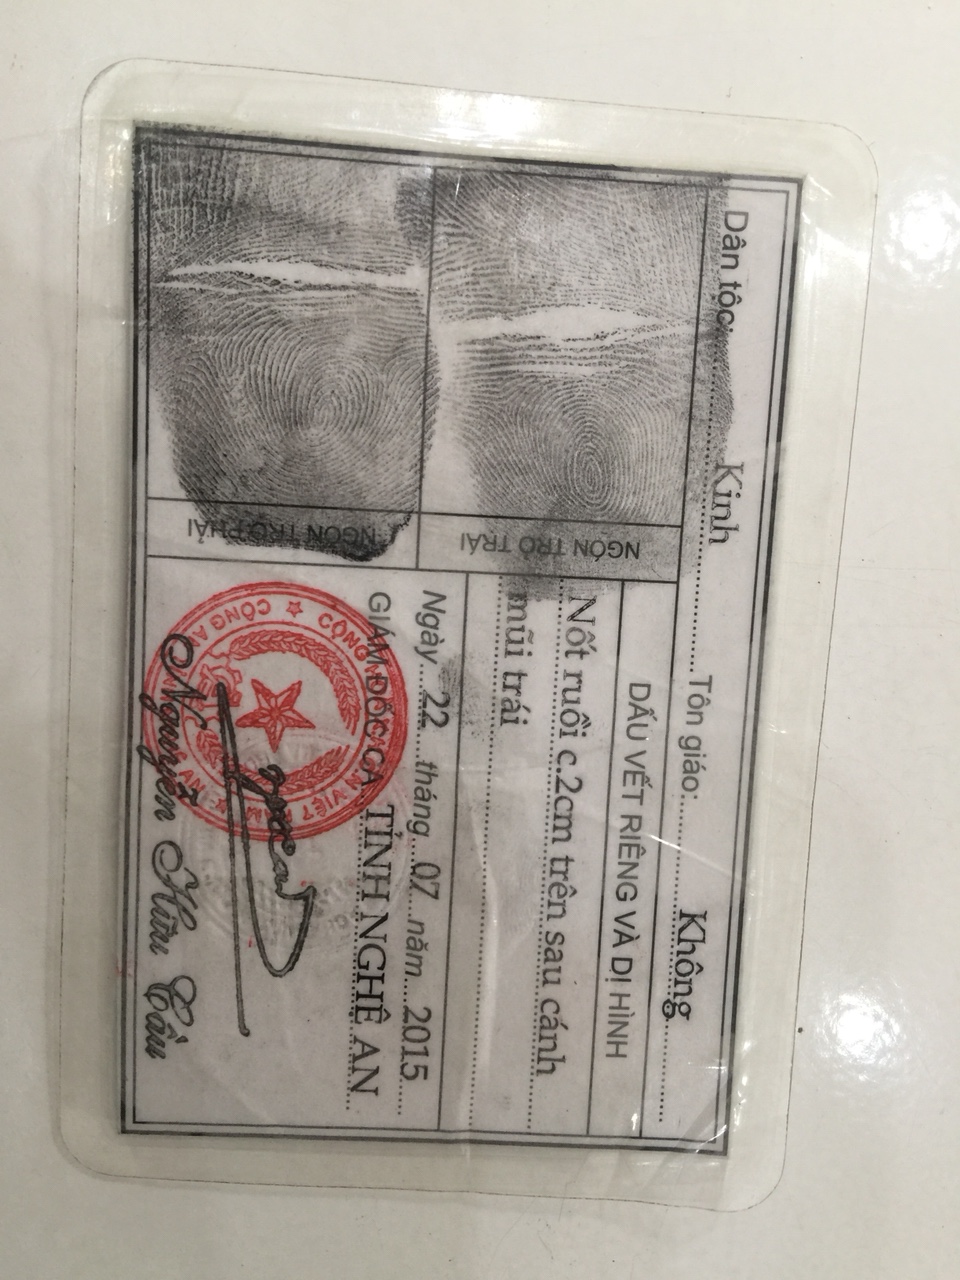 Dân tộc: Kinh Tôn giáo: Không
NGÓN TRỎ TRÁI
DẤU VẾT RIÊNG VÀ DỊ HÌNH
Nốt ruồi c.2cm trên sau cánh
mũi trái
NGÓN TRỎ PHẢI
Ngày 22 tháng 07 năm 2015
GIÁM ĐỐC CA TỈNH NGHỆ AN
CÔNG AN
Nguyễn Hữu Cầu